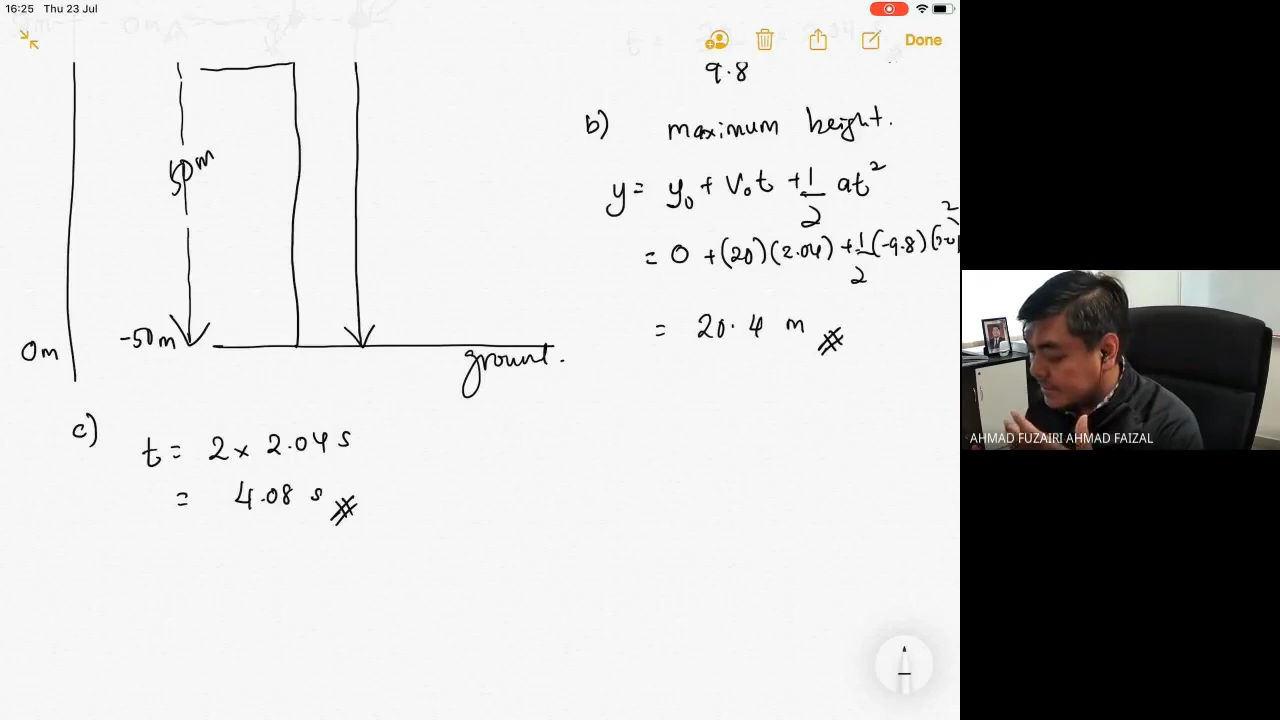 16:25 Thu 23 Jul
Done
9.8
b) maximum height.
y = y₀ + v₀t + 1/2 at²
= 0 + (20)(2.04) + 1/2 (-9.8)
= 20.4 m
50m
0m
-50m
ground.
c) t = 2 × 2.04 s
= 4.08 s
AHMAD FUZAIRI AHMAD FAIZAL